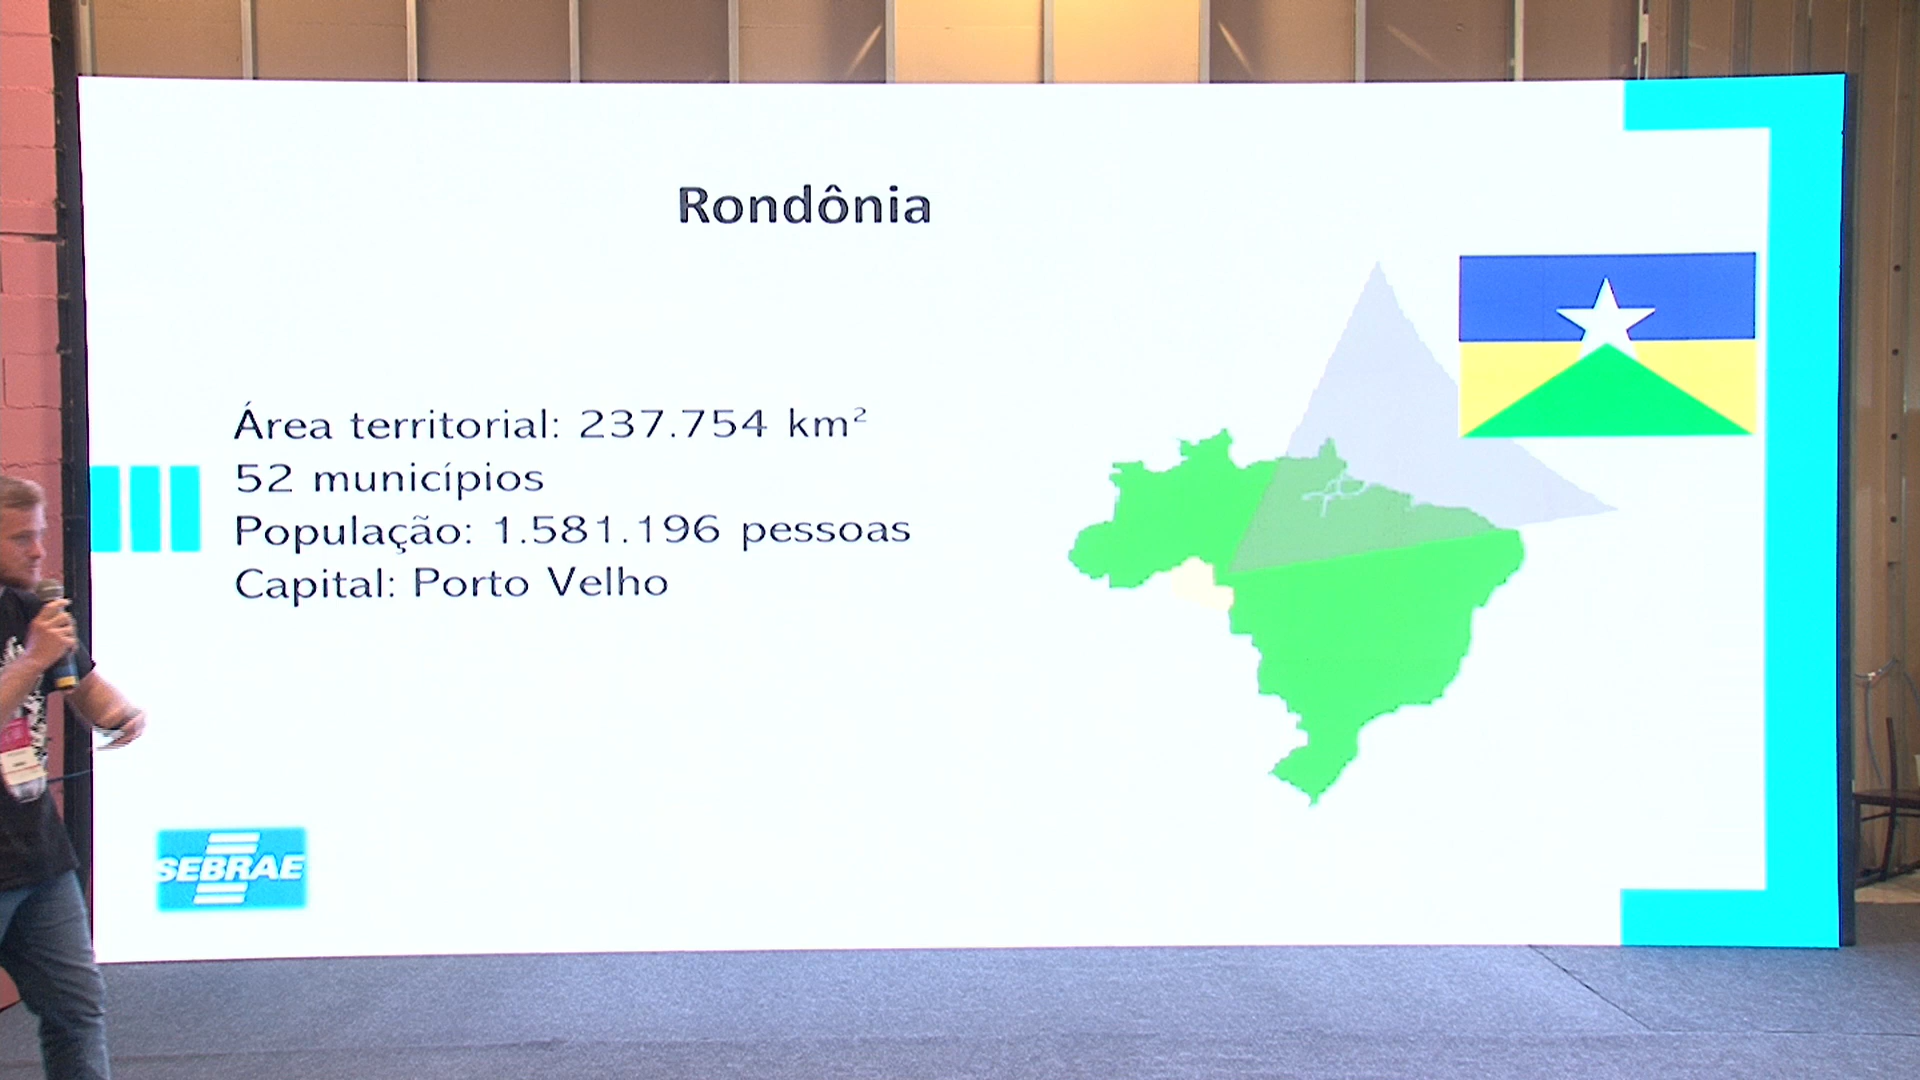 Rondônia
Área territorial: 237.754 km²
52 municípios
População: 1.581.196 pessoas
Capital: Porto Velho
SEBRAE